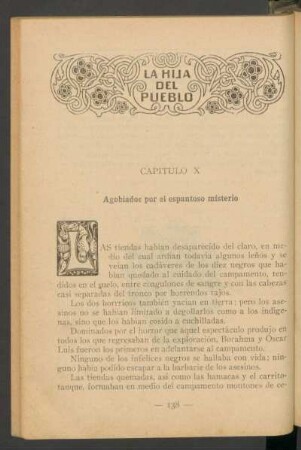 LA HIJA
DEL
PUEBLO
CAPITULO X
Agobiados por el espantoso misterio
LAS tiendas habían desaparecido del claro, en me-
dio del cual ardían todavía algunos leños y se
veían los cadáveres de los diez negros que ha-
bían quedado al cuidado del campamento, ten-
didos en el suelo, entre cingulones de sangre y con las cabezas
casi separadas del tronco por horrendos tajos.
Los dos borricos también yacían en tierra; pero los ase-
sinos no se habían limitado a degollarlos como a los indíge-
nas, sino que los habían cosido a cuchilladas.
Dominados por el horror que aquel espectáculo produjo en
todos los que regresaban de la exploración, Bocahma y Oscar
Luis fueron los primeros en adelantarse al campamento.
Ninguno de los infelices negros se hallaba con vida; nin-
guno había podido escapar a la barbarie de los asesinos.
Las tiendas quemadas, así como las hamacas y el carrito-
tanque, formaban en medio del campamento montones de ce-
— 138 —